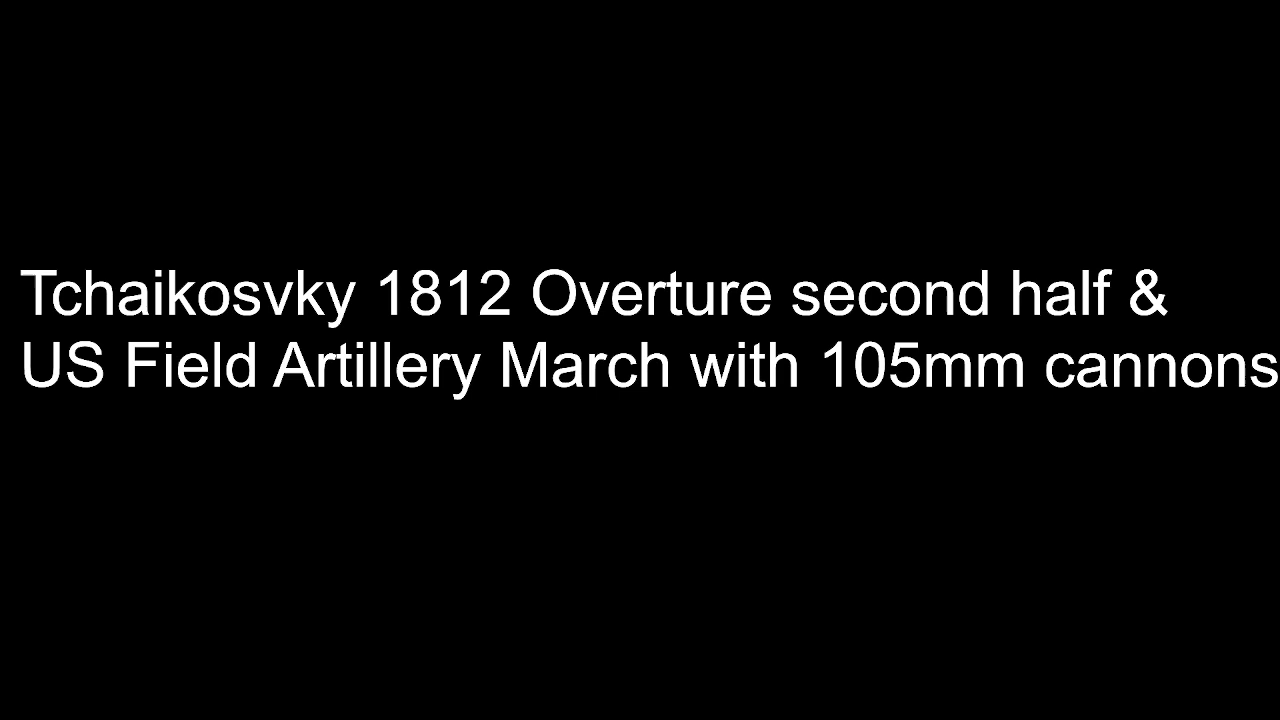 Tchaikosvky 1812 Overture second half &
US Field Artillery March with 105mm cannons